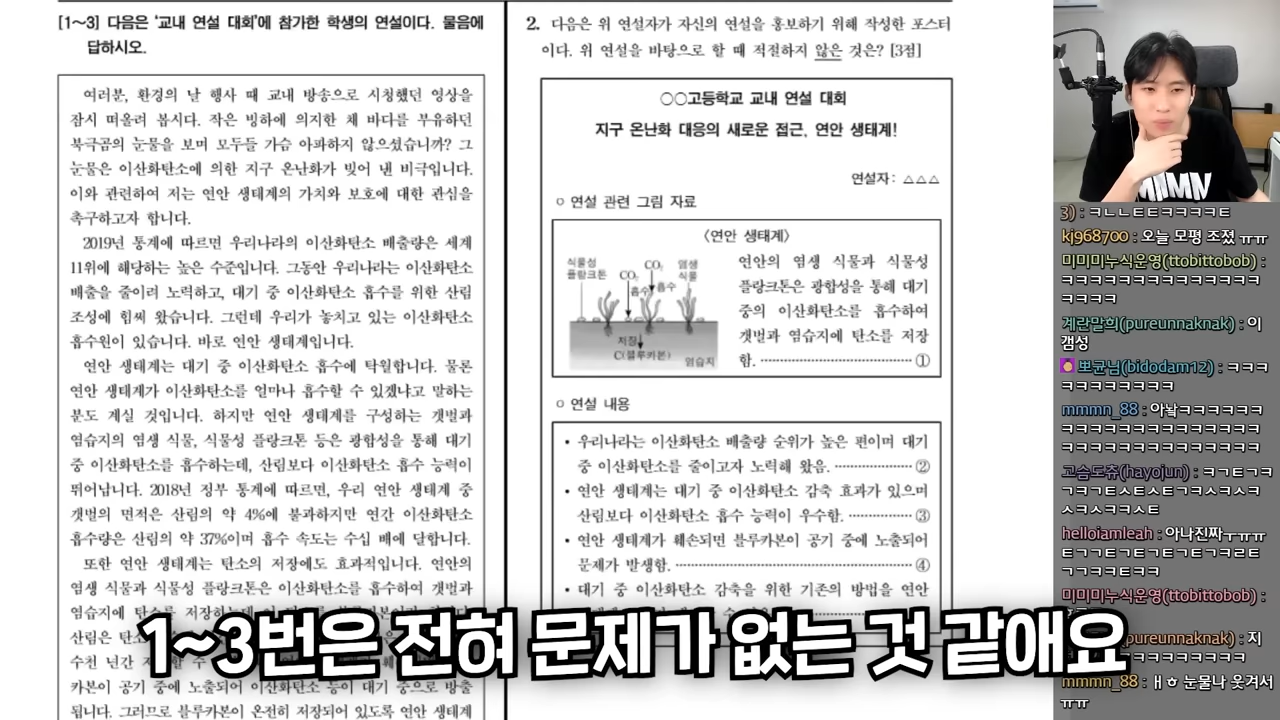 [1~3] 다음은 '교내 연설 대회'에 참가한 학생의 연설이다. 물음에
답하시오.
여러분, 환경의 날 행사 때 교내 방송으로 시청했던 영상을
잠시 떠올려 봅시다. 작은 빙하에 의지한 채 바다를 부유하던
북극곰의 눈물을 보며 모두들 가슴 아파하지 않으셨습니까? 그
눈물은 이산화탄소에 의한 지구 온난화가 빚어 낸 비극입니다.
이와 관련하여 저는 연안 생태계의 가치와 보호에 대한 관심을
촉구하고자 합니다.
2019년 통계에 따르면 우리나라의 이산화탄소 배출량은 세계
11위에 해당하는 높은 수준입니다. 그동안 우리나라는 이산화탄소
배출을 줄이려 노력하고, 대기 중 이산화탄소 흡수를 위한 산림
조성에 힘써 왔습니다. 그런데 우리가 놓치고 있는 이산화탄소
흡수원이 있습니다. 바로 연안 생태계입니다.
연안 생태계는 대기 중 이산화탄소 흡수에 탁월합니다. 물론
연안 생태계가 이산화탄소를 얼마나 흡수할 수 있겠냐고 말하는
분도 계실 것입니다. 하지만 연안 생태계를 구성하는 갯벌과
염습지의 염생 식물, 식물성 플랑크톤 등은 광합성을 통해 대기
중 이산화탄소를 흡수하는데, 산림보다 이산화탄소 흡수 능력이
뛰어납니다. 2018년 정부 통계에 따르면, 우리 연안 생태계 중
갯벌의 면적은 산림의 약 4%에 불과하지만 연간 이산화탄소
흡수량은 산림의 약 37%이며 흡수 속도는 수십 배에 달합니다.
또한 연안 생태계는 탄소의 저장에도 효과적입니다. 연안의
염생 식물과 식물성 플랑크톤은 이산화탄소를 흡수하여 갯벌과
염습지에 탄소를 저장하는데
산림은
수천 년간
카본이 공기 중에 노출되어 이산화탄소 등이 대기 중으로 방출
됩니다. 그러므로 블루카본이 온전히 저장되어 있도록 연안 생태계
2. 다음은 위 연설자가 자신의 연설을 홍보하기 위해 작성한 포스터
이다. 위 연설을 바탕으로 할 때 적절하지 않은 것은? [3점]
○○고등학교 교내 연설 대회
지구 온난화 대응의 새로운 접근, 연안 생태계!
연설자: △△△
○ 연설 관련 그림 자료
〈연안 생태계〉
식물성
플랑크톤
CO₂
CO₂
염생
식물
흡수
흡수
저장
C(블루카본)
염습지
연안의 염생 식물과 식물성
플랑크톤은 광합성을 통해 대기
중의 이산화탄소를 흡수하여
갯벌과 염습지에 탄소를 저장
함. ①
○ 연설 내용
• 우리나라는 이산화탄소 배출량 순위가 높은 편이며 대기
중 이산화탄소를 줄이고자 노력해 왔음. ②
• 연안 생태계는 대기 중 이산화탄소 감축 효과가 있으며
산림보다 이산화탄소 흡수 능력이 우수함. ③
• 연안 생태계가 훼손되면 블루카본이 공기 중에 노출되어
문제가 발생함. ④
• 대기 중 이산화탄소 감축을 위한 기존의 방법을 연안
1~3번은 전혀 문제가 없는 것 같애요
3) : ㅋㄴㄴㅌㅌㅋㅋㅋㅋㅌ
kj968700 : 오늘 모평 조졌 ㅠㅠ
미미미누식운영(ttobittobob) :
ㅋㅋㅋㅋㅋㅋㅋㅋㅋㅋㅋㅋㅋㅋ
ㅋㅋㅋㅋ
계란말희(pureunnaknak) : 이
갬성
뽀귤님(bidodam12) : ㅋㅋㅋ
ㅋㅋㅋㅋㅋㅋㅋㅋ
mmmn_88 : 아놬ㅋㅋㅋㅋㅋㅋ
ㅋㅋㅋㅋㅋㅋㅋㅋㅋㅋㅋㅋㅋㅋ
ㅋㅋㅋㅋㅋㅋㅋㅋㅋㅋㅋㅋㅋㅋ
고슴도츄(hayojun) : ㅋㄱㅌㄱㅋ
ㄱㅋㄱㅌㅅㅌㅅㅌㄱㅋㅅㅋㅅㅋ
ㅅㅋㅅㅋㅋㅅㅌ
helloiamleah : 아나진짜ㅜㅠㅠ
ㅌㄱㄱㅌㄱㅌㄱㅌㄱㅌㄱㅋㄹㅌ
ㄱㄱㅋㅋㅌㅋㅋ
미미미누식운영(ttobittobob) :
(pureunnaknak) : 지
ㅋㅋㅋㅋㅋㅋㅋㅋㅋ
mmmn_88 : ㅐㅎ 눈물나 웃겨서
ㅠㅠ